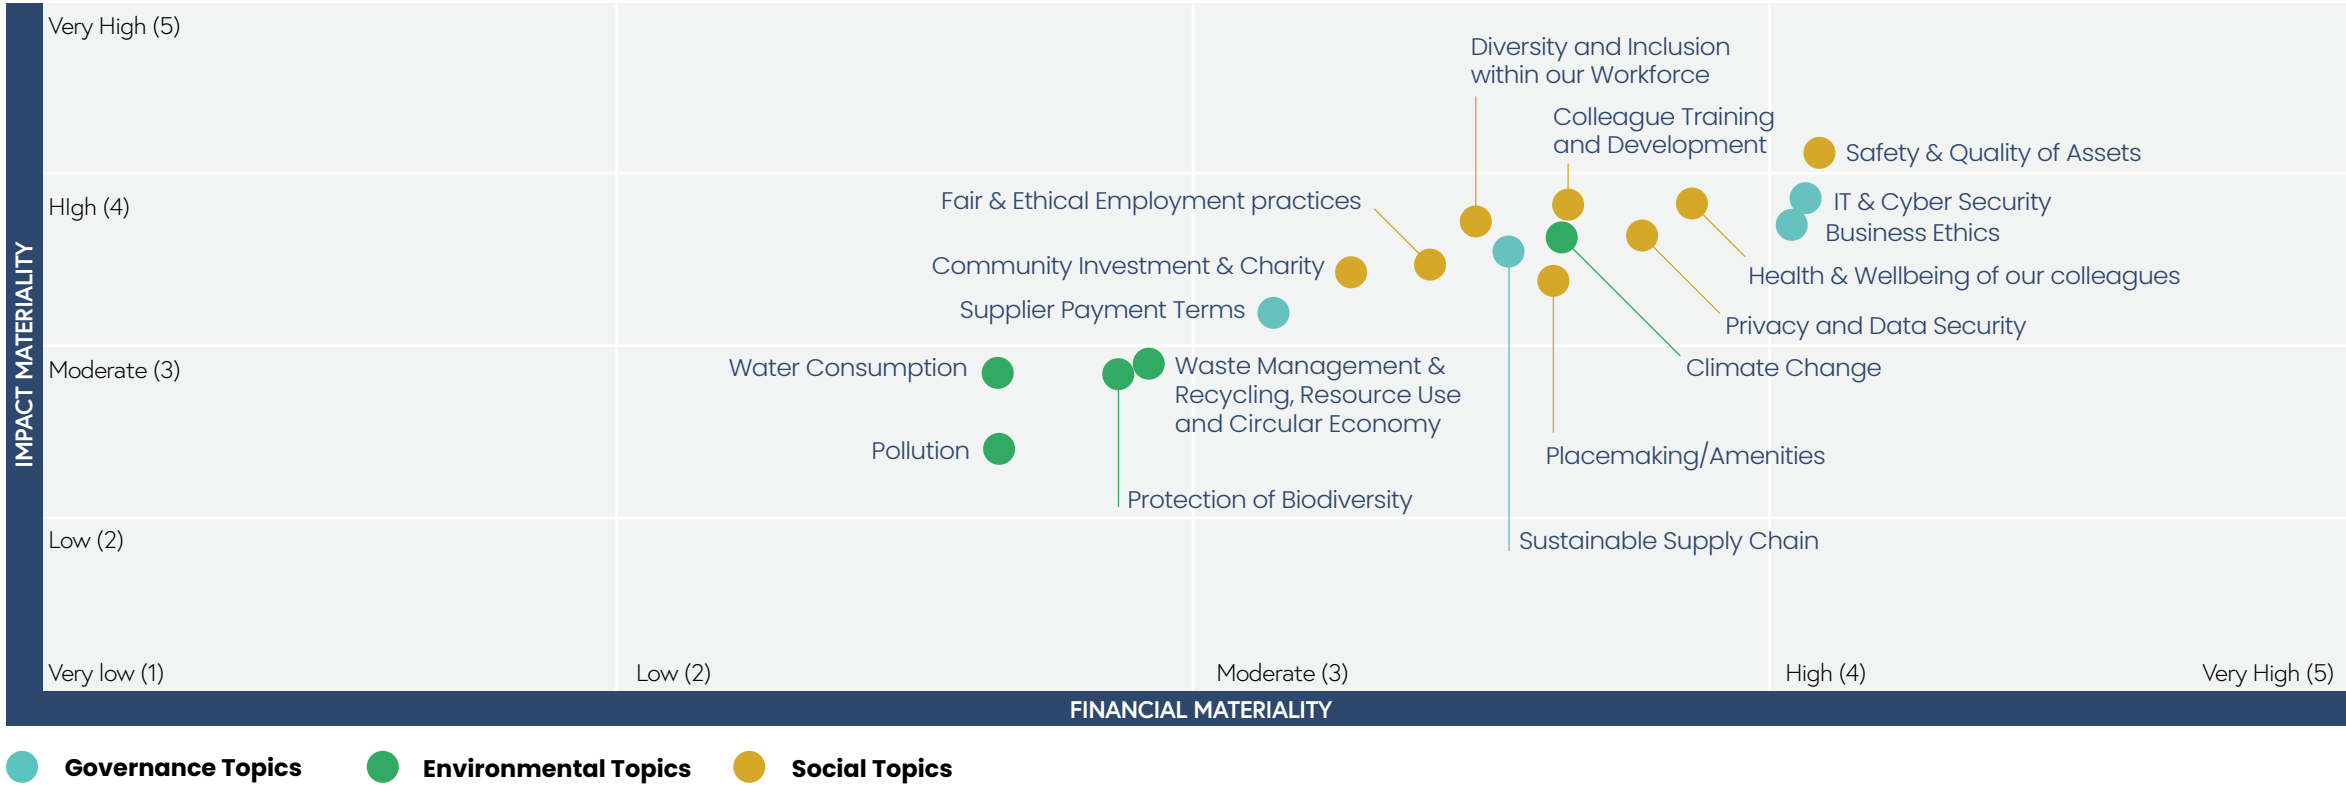 Very High (5)
Diversity and Inclusion
within our Workforce
Colleague Training
and Development
Safety & Quality of Assets
HIgh (4)
Fair & Ethical Employment practices
IT & Cyber Security
Business Ethics
Community Investment & Charity
Health & Wellbeing of our colleagues
Supplier Payment Terms
Privacy and Data Security
IMPACT MATERIALITY
Moderate (3)
Water Consumption
Waste Management &
Recycling, Resource Use
and Circular Economy
Climate Change
Pollution
Placemaking/Amenities
Protection of Biodiversity
Low (2)
Sustainable Supply Chain
Very low (1)
Low (2)
Moderate (3)
High (4)
Very High (5)
FINANCIAL MATERIALITY
Governance Topics
Environmental Topics
Social Topics